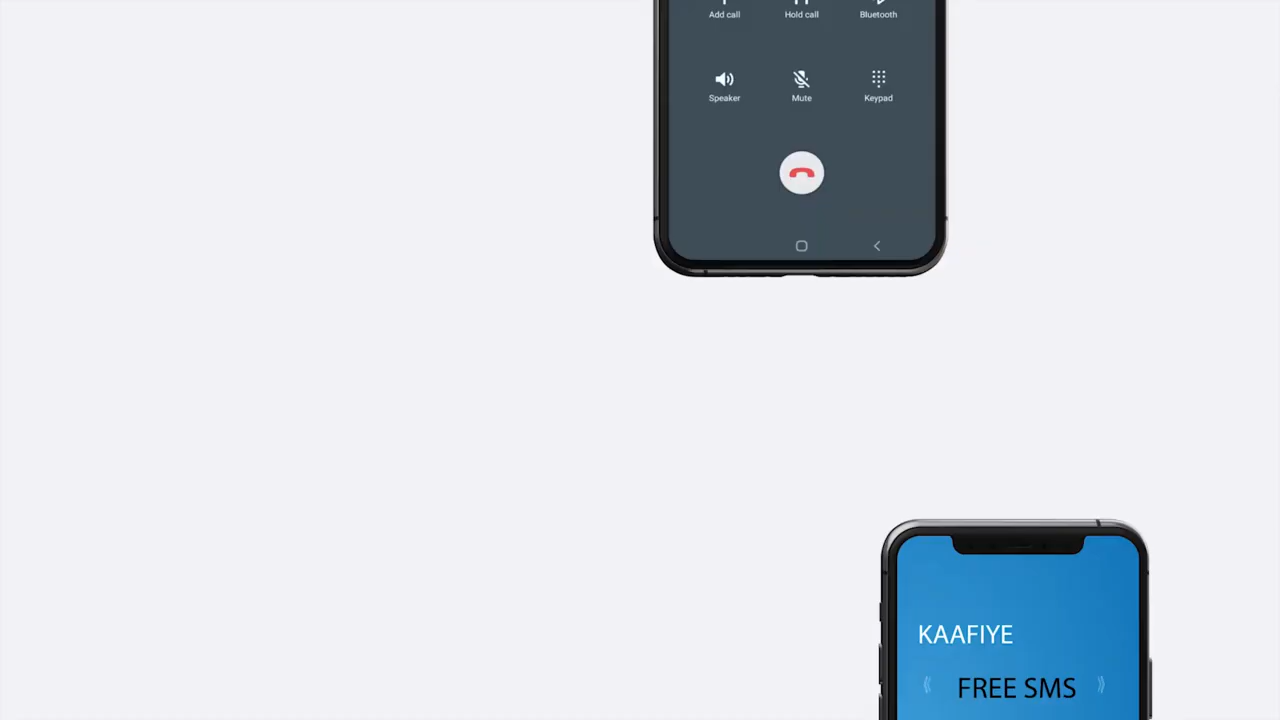 Add call Hold call Bluetooth
Speaker Mute Keypad
KAAFIYE
FREE SMS